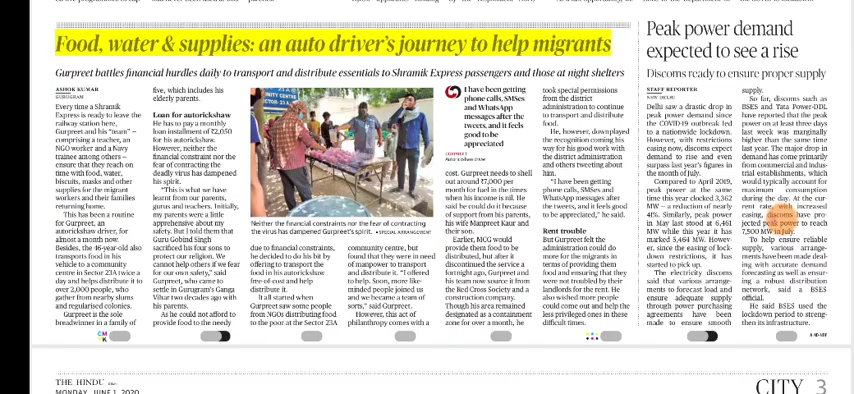 Food, water & supplies: an auto driver's journey to help migrants
Gurpreet battles financial hurdles daily to transport and distribute essentials to Shramik Express passengers and those at night shelters
ASHOK KUMAR
GURUGRAM
Every time a Shramik
Express is ready to leave the
railway station here,
Gurpreet and his "team" –
comprising a teacher, an
NGO worker and a Navy
trainee among others –
ensure that they reach on
time with food, water,
biscuits, masks and other
supplies for the migrant
workers and their families
returning home.
This has been a routine
for Gurpreet, an
autorickshaw driver, for
almost a month now.
Besides, the 46-year-old also
transports food in his
vehicle to a community
centre in Sector 23A twice a
day and helps distribute it to
over 2,000 people, who
gather from nearby slums
and regularised colonies.
Gurpreet is the sole
breadwinner in a family of
five, which includes his
elderly parents.
Loan for autorickshaw
He has to pay a monthly
loan installment of ₹2,050
for his autorickshaw.
However, neither the
financial constraint nor the
fear of contracting the
deadly virus has dampened
his spirit.
"This is what we have
learnt from our parents,
gurus and teachers. Initially,
my parents were a little
apprehensive about my
safety. But I told them that
Guru Gobind Singh
sacrificed his four sons to
protect our religion. We
cannot help others if we fear
for our own safety," said
Gurpreet, who came to
settle in Gurugram's Ganga
Vihar two decades ago with
his parents.
As he could not afford to
provide food to the needy
Neither the financial constraints nor the fear of contracting
the virus has dampened Gurpreet's spirit.
due to financial constraints,
he decided to do his bit by
offering to transport the
food in his autorickshaw
free-of-cost and help
distribute it.
It all started when
Gurpreet saw some people
from NGOs distributing food
to the poor at the Sector 23A
community centre, but
found that they were in need
of manpower to transport
and distribute it. "I offered
to help. Soon, more like-
minded people joined us
and we became a team of
sorts," said Gurpreet.
However, this act of
philanthropy comes with a
I have been getting
phone calls, SMSes
and WhatsApp
messages after the
tweets, and it feels
good to be
appreciated
GURPREET
Autorickshaw driver
cost. Gurpreet needs to shell
out around ₹7,000 per
month for fuel in the times
when his income is nil. He
said he could do it because
of support from his parents,
his wife Manpreet Kaur and
their son.
Earlier, NGO would
provide them food to be
distributed, but after it
discontinued the service a
fortnight ago, Gurpreet and
his team now source it from
the Red Cross Society and a
construction company.
Though his area remained
designated as a containment
zone for over a month, he
took special permissions
from the district
administration to continue
to transport and distribute
food.
He, however, downplayed
the recognition coming his
way for his good work with
the district administration
and others tweeting about
him.
"I have been getting
phone calls, SMSes and
WhatsApp messages after
the tweets, and it feels good
to be appreciated," he said.
Rent trouble
But Gurpreet felt the
administration could do
more for the migrants in
terms of providing them
food and ensuring that they
were not troubled by their
landlords for the rent. He
also wished more people
could come out and help the
less privileged ones in these
difficult times.
Peak power demand
expected to see a rise
Discoms ready to ensure proper supply
STAFF REPORTER
NEW DELHI
Delhi saw a drastic drop in
peak power demand since
the COVID-19 outbreak led
to a nationwide lockdown.
However, with restrictions
easing now, discoms expect
demand to rise and even
surpass last year's figures in
the month of July.
Compared to April 2019,
peak power at the same
time this year clocked 3,362
MW – a reduction of nearly
41%. Similarly, peak power
in May last stood at 6,461
MW while this year it has
marked 5,464 MW. Howev-
er, since the easing of lock-
down restrictions, it has
started to pick up.
The electricity discoms
said that various arrange-
ments to forecast load and
ensure adequate supply
through power purchasing
agreements have been
made to ensure smooth
supply.
So far, discoms such as
BSES and Tata Power-DDL
have reported that the peak
power on at least three days
last week was marginally
higher than the same time
last year. The major drop in
demand has come primarily
from commercial and indus-
trial establishments, which
would typically account for
maximum consumption
during the day. At the cur-
rent rate, with increased
easing, discoms have pro-
jected peak power to reach
7,500 MW in July.
To help ensure reliable
supply, various arrange-
ments have been made deal-
ing with accurate demand
forecasting as well as ensur-
ing a robust distribution
network, said a BSES
official.
He said BSES used the
lockdown period to strength-
en its infrastructure.
THE HINDU
MONDAY, JUNE 1, 2020
CITY 3